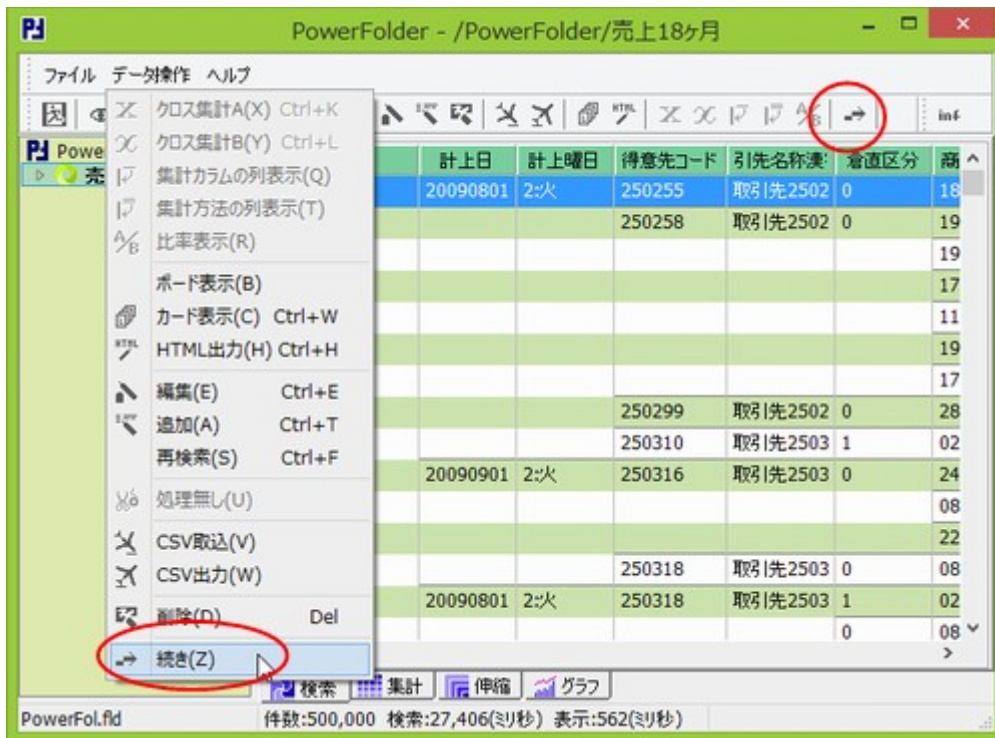 PowerFolder - /PowerFolder/売上18ヶ月
ファイル データ操作 ヘルプ
HTML A/B inf
Powe
売
クロス集計A(X) Ctrl+K
クロス集計B(Y) Ctrl+L
集計カラムの列表示(Q)
集計方法の列表示(T)
比率表示(R)
ボード表示(B)
カード表示(C) Ctrl+W
HTML出力(H) Ctrl+H
編集(E) Ctrl+E
追加(A) Ctrl+T
再検索(S) Ctrl+F
処理無し(U)
CSV取込(V)
CSV出力(W)
削除(D) Del
続き(Z)
計上日 計上曜日 得意先コード 引先名称漢 倉直区分 商
20090801 2:火 250255 取引先2502 0 18
250258 取引先2502 0 19
19
17
11
19
17
250299 取引先2502 0 28
250310 取引先2503 1 02
20090901 2:火 250316 取引先2503 0 24
08
22
250318 取引先2503 0 08
20090801 2:火 250318 取引先2503 1 02
0 08
検索 集計 伸縮 グラフ
PowerFol.fld 件数:500,000 検索:27,406(ミリ秒) 表示:562(ミリ秒)